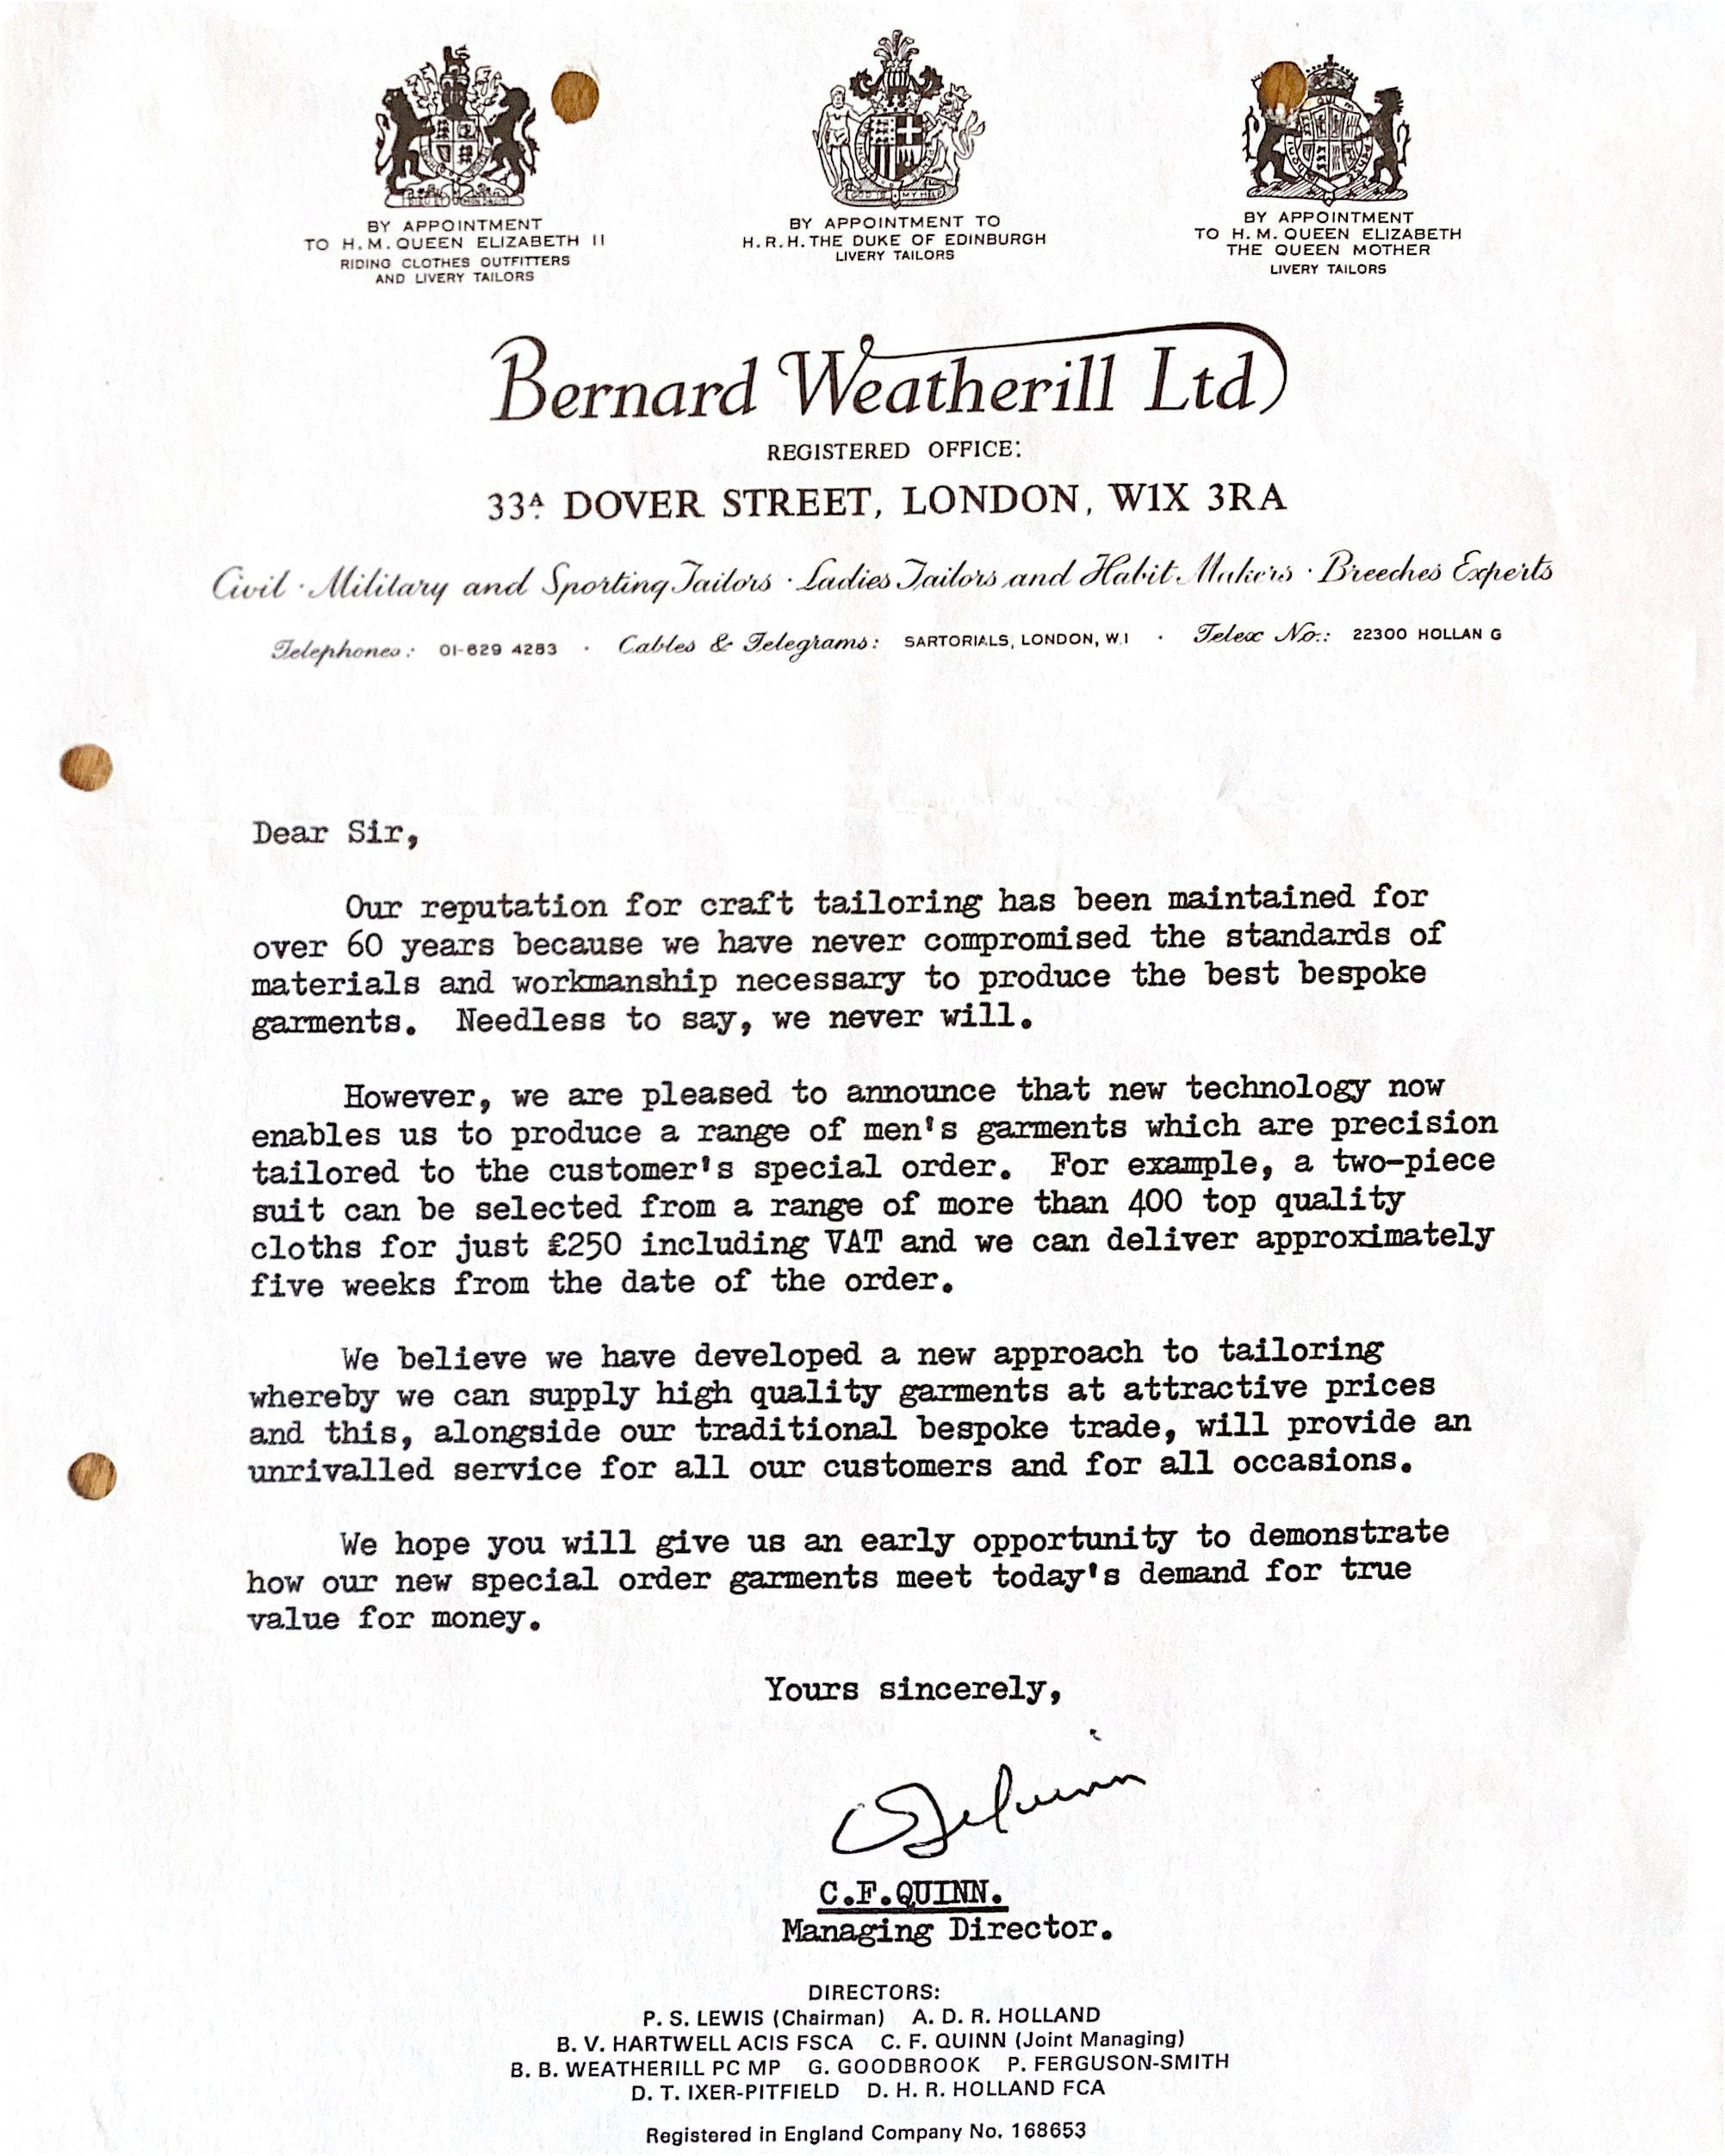 BY APPOINTMENT
TO H.M. QUEEN ELIZABETH II
RIDING CLOTHES OUTFITTERS
AND LIVERY TAILORS
BY APPOINTMENT TO
H.R.H. THE DUKE OF EDINBURGH
LIVERY TAILORS
BY APPOINTMENT
TO H.M. QUEEN ELIZABETH
THE QUEEN MOTHER
LIVERY TAILORS
Bernard Weatherill Ltd
REGISTERED OFFICE:
33A. DOVER STREET, LONDON, W1X 3RA
Civil · Military and Sporting Tailors · Ladies Tailors and Habit Makers · Breeches Experts
Telephones: 01-629 4283 · Cables & Telegrams: SARTORIALS, LONDON, W.1 · Telex No.: 22300 HOLLAN G
Dear Sir,
Our reputation for craft tailoring has been maintained for
over 60 years because we have never compromised the standards of
materials and workmanship necessary to produce the best bespoke
garments. Needless to say, we never will.
However, we are pleased to announce that new technology now
enables us to produce a range of men's garments which are precision
tailored to the customer's special order. For example, a two-piece
suit can be selected from a range of more than 400 top quality
cloths for just £250 including VAT and we can deliver approximately
five weeks from the date of the order.
We believe we have developed a new approach to tailoring
whereby we can supply high quality garments at attractive prices
and this, alongside our traditional bespoke trade, will provide an
unrivalled service for all our customers and for all occasions.
We hope you will give us an early opportunity to demonstrate
how our new special order garments meet today's demand for true
value for money.
Yours sincerely,
C.F.QUINN.
Managing Director.
DIRECTORS:
P. S. LEWIS (Chairman) A. D. R. HOLLAND
B. V. HARTWELL ACIS FSCA C. F. QUINN (Joint Managing)
B. B. WEATHERILL PC MP G. GOODBROOK P. FERGUSON-SMITH
D. T. IXER-PITFIELD D. H. R. HOLLAND FCA
Registered in England Company No. 168653